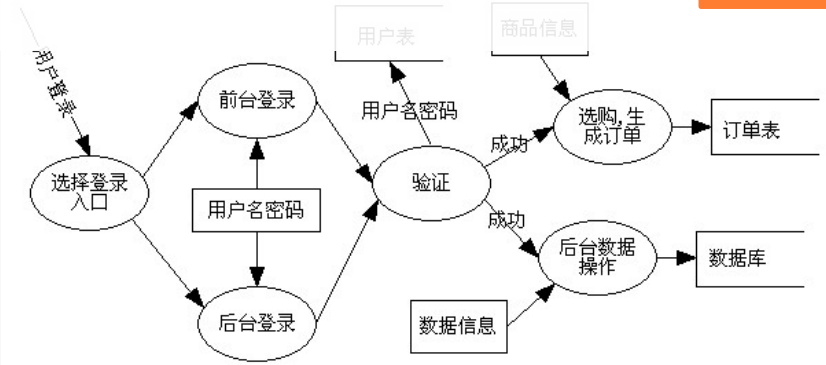 用户表
商品信息
用户登录
前台登录
用户名密码
选购,生
成订单
订单表
成功
选择登录
入口
验证
用户名密码
成功
后台数据
操作
数据库
后台登录
数据信息